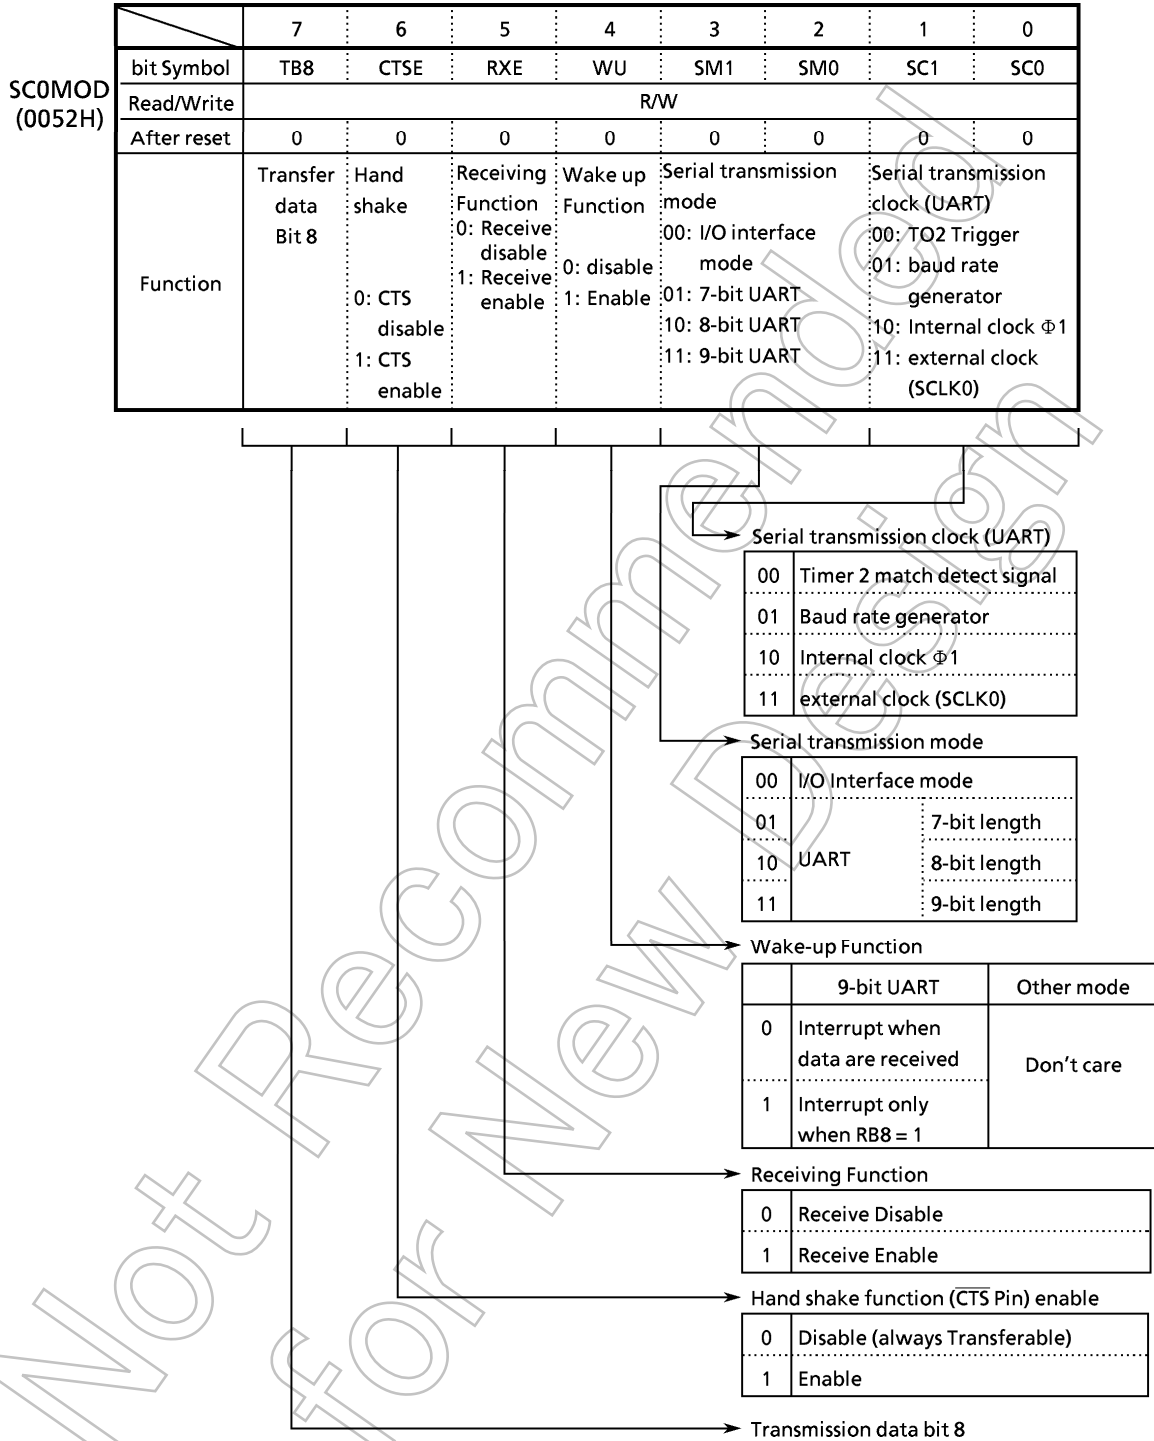 7 6 5 4 3 2 1 0
SC0MOD
(0052H)
bit Symbol TB8 CTSE RXE WU SM1 SM0 SC1 SC0
Read/Write R/W
After reset 0 0 0 0 0 0 0 0
Function
Transfer
data
Bit 8
Hand
shake
0: CTS
disable
1: CTS
enable
Receiving
Function
0: Receive
disable
1: Receive
enable
Wake up
Function
0: disable
1: Enable
Serial transmission
mode
00: I/O interface
mode
01: 7-bit UART
10: 8-bit UART
11: 9-bit UART
Serial transmission
clock (UART)
00: TO2 Trigger
01: baud rate
generator
10: Internal clock Φ1
11: external clock
(SCLK0)
Serial transmission clock (UART)
00 Timer 2 match detect signal
01 Baud rate generator
10 Internal clock Φ1
11 external clock (SCLK0)
Serial transmission mode
00 I/O Interface mode
01 7-bit length
10 UART 8-bit length
11 9-bit length
Wake-up Function
9-bit UART Other mode
0 Interrupt when
data are received
Don't care
1 Interrupt only
when RB8 = 1
Receiving Function
0 Receive Disable
1 Receive Enable
Hand shake function (C̅T̅S̅ Pin) enable
0 Disable (always Transferable)
1 Enable
Transmission data bit 8
Not Recommended
for New Design